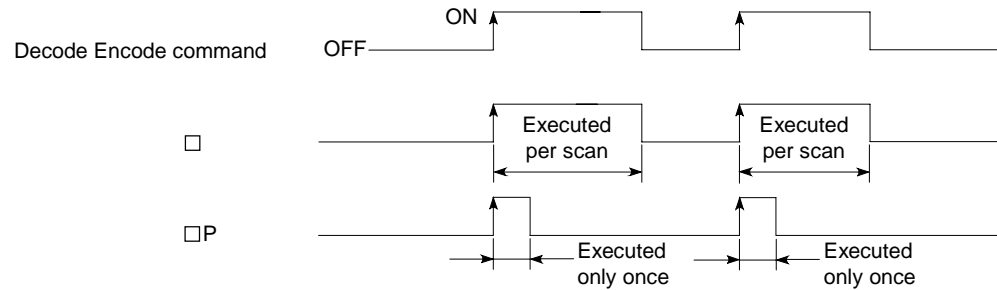 ON
Decode Encode command OFF
□ Executed per scan Executed per scan
□P
Executed only once Executed only once